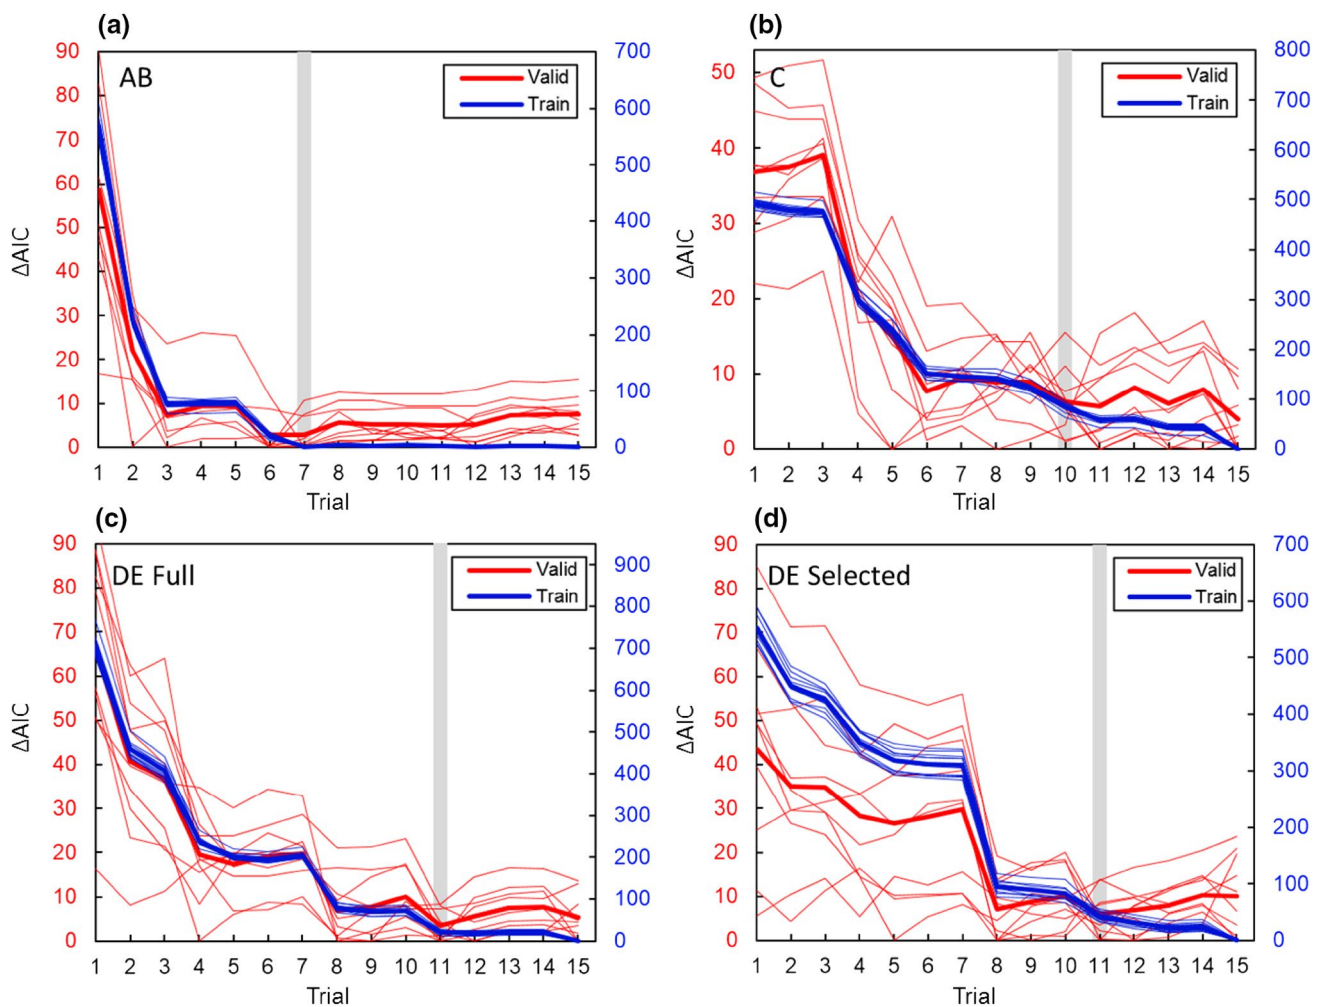 (a)
AB
Valid
Train
ΔAIC
90
80
70
60
50
40
30
20
10
0
700
600
500
400
300
200
100
0
1 2 3 4 5 6 7 8 9 10 11 12 13 14 15
Trial
(b)
C
Valid
Train
ΔAIC
50
40
30
20
10
0
800
700
600
500
400
300
200
100
0
1 2 3 4 5 6 7 8 9 10 11 12 13 14 15
Trial
(c)
DE Full
Valid
Train
ΔAIC
90
80
70
60
50
40
30
20
10
0
900
800
700
600
500
400
300
200
100
0
1 2 3 4 5 6 7 8 9 10 11 12 13 14 15
Trial
(d)
DE Selected
Valid
Train
ΔAIC
90
80
70
60
50
40
30
20
10
0
700
600
500
400
300
200
100
0
1 2 3 4 5 6 7 8 9 10 11 12 13 14 15
Trial